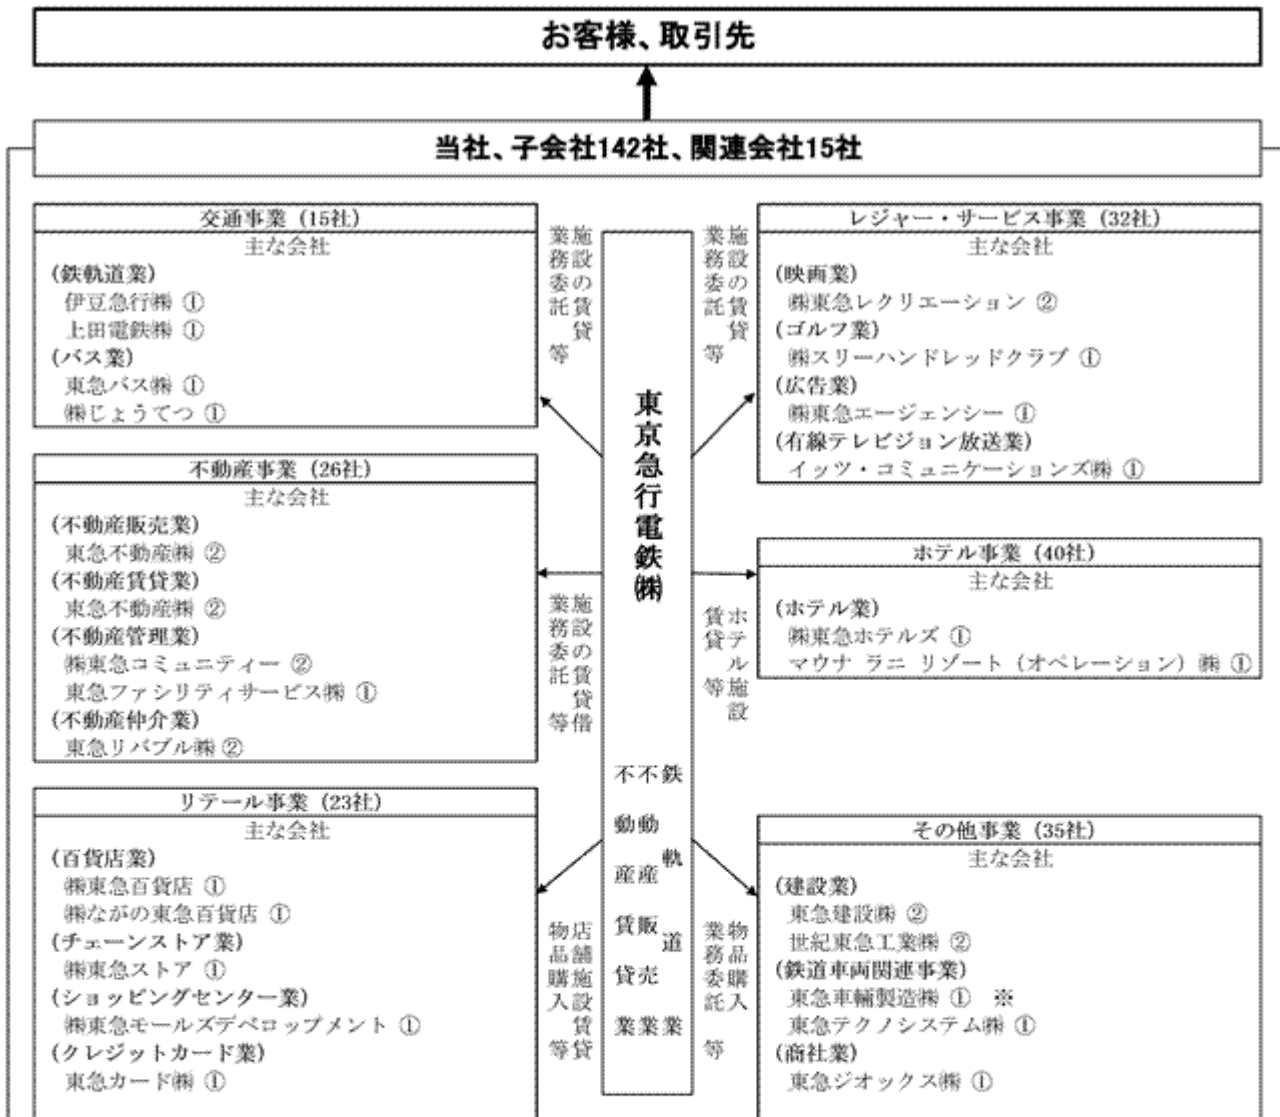 お客様、取引先
当社、子会社142社、関連会社15社
交通事業 (15社)
主な会社
(鉄軌道業)
伊豆急行㈱ ①
上田電鉄㈱ ①
(バス業)
東急バス㈱ ①
㈱じょうてつ ①
不動産事業 (26社)
主な会社
(不動産販売業)
東急不動産㈱ ②
(不動産賃貸業)
東急不動産㈱ ②
(不動産管理業)
㈱東急コミュニティー ②
東急ファシリティサービス㈱ ①
(不動産仲介業)
東急リバブル㈱ ②
リテール事業 (23社)
主な会社
(百貨店業)
㈱東急百貨店 ①
㈱ながの東急百貨店 ①
(チェーンストア業)
㈱東急ストア ①
(ショッピングセンター業)
㈱東急モールズデベロップメント ①
(クレジットカード業)
東急カード㈱ ①
施設の賃貸
業務委託 等
施設の賃貸借
業務委託 等
店舗施設賃貸
物品購入 等
東京急行電鉄㈱
鉄軌道業
不動産販売業
不動産賃貸業
施設の賃貸
業務委託 等
ホテル施設
賃貸 等
物品購入
業務委託 等
レジャー・サービス事業 (32社)
主な会社
(映画業)
㈱東急レクリエーション ②
(ゴルフ業)
㈱スリーハンドレッドクラブ ①
(広告業)
㈱東急エージェンシー ①
(有線テレビジョン放送業)
イッツ・コミュニケーションズ㈱ ①
ホテル事業 (40社)
主な会社
(ホテル業)
㈱東急ホテルズ ①
マウナ ラニ リゾート (オペレーション) ㈱ ①
その他事業 (35社)
主な会社
(建設業)
東急建設㈱ ②
世紀東急工業㈱ ②
(鉄道車両関連事業)
東急車輛製造㈱ ① ※
東急テクノシステム㈱ ①
(商社業)
東急ジオックス㈱ ①